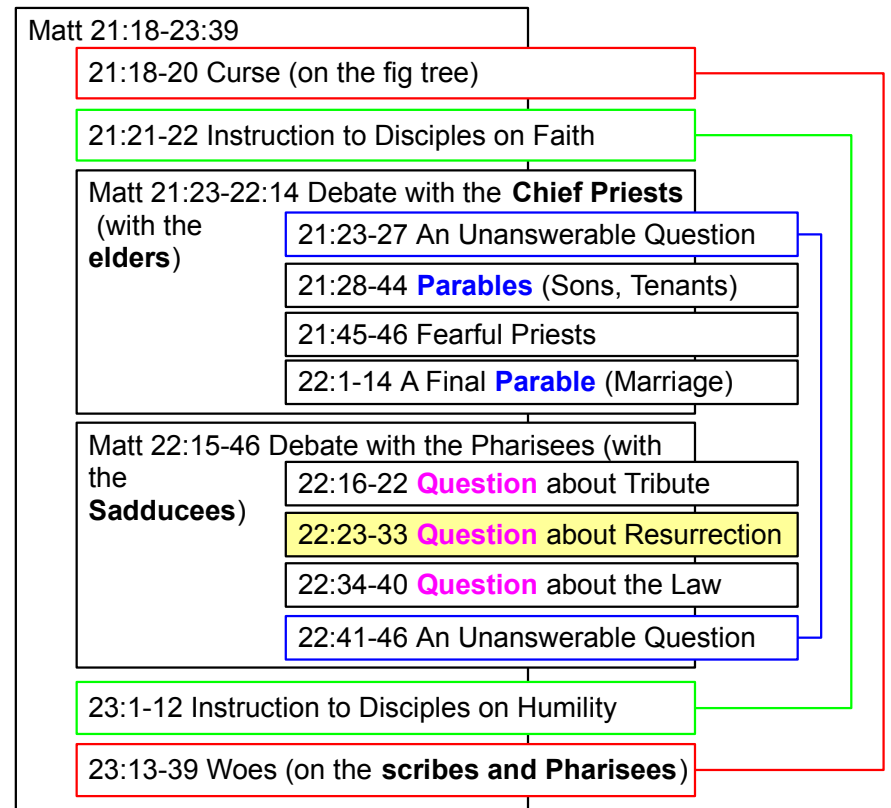 Matt 21:18-23:39
21:18-20 Curse (on the fig tree)
21:21-22 Instruction to Disciples on Faith
Matt 21:23-22:14 Debate with the Chief Priests
(with the
elders)
21:23-27 An Unanswerable Question
21:28-44 Parables (Sons, Tenants)
21:45-46 Fearful Priests
22:1-14 A Final Parable (Marriage)
Matt 22:15-46 Debate with the Pharisees (with
the
Sadducees)
22:16-22 Question about Tribute
22:23-33 Question about Resurrection
22:34-40 Question about the Law
22:41-46 An Unanswerable Question
23:1-12 Instruction to Disciples on Humility
23:13-39 Woes (on the scribes and Pharisees)